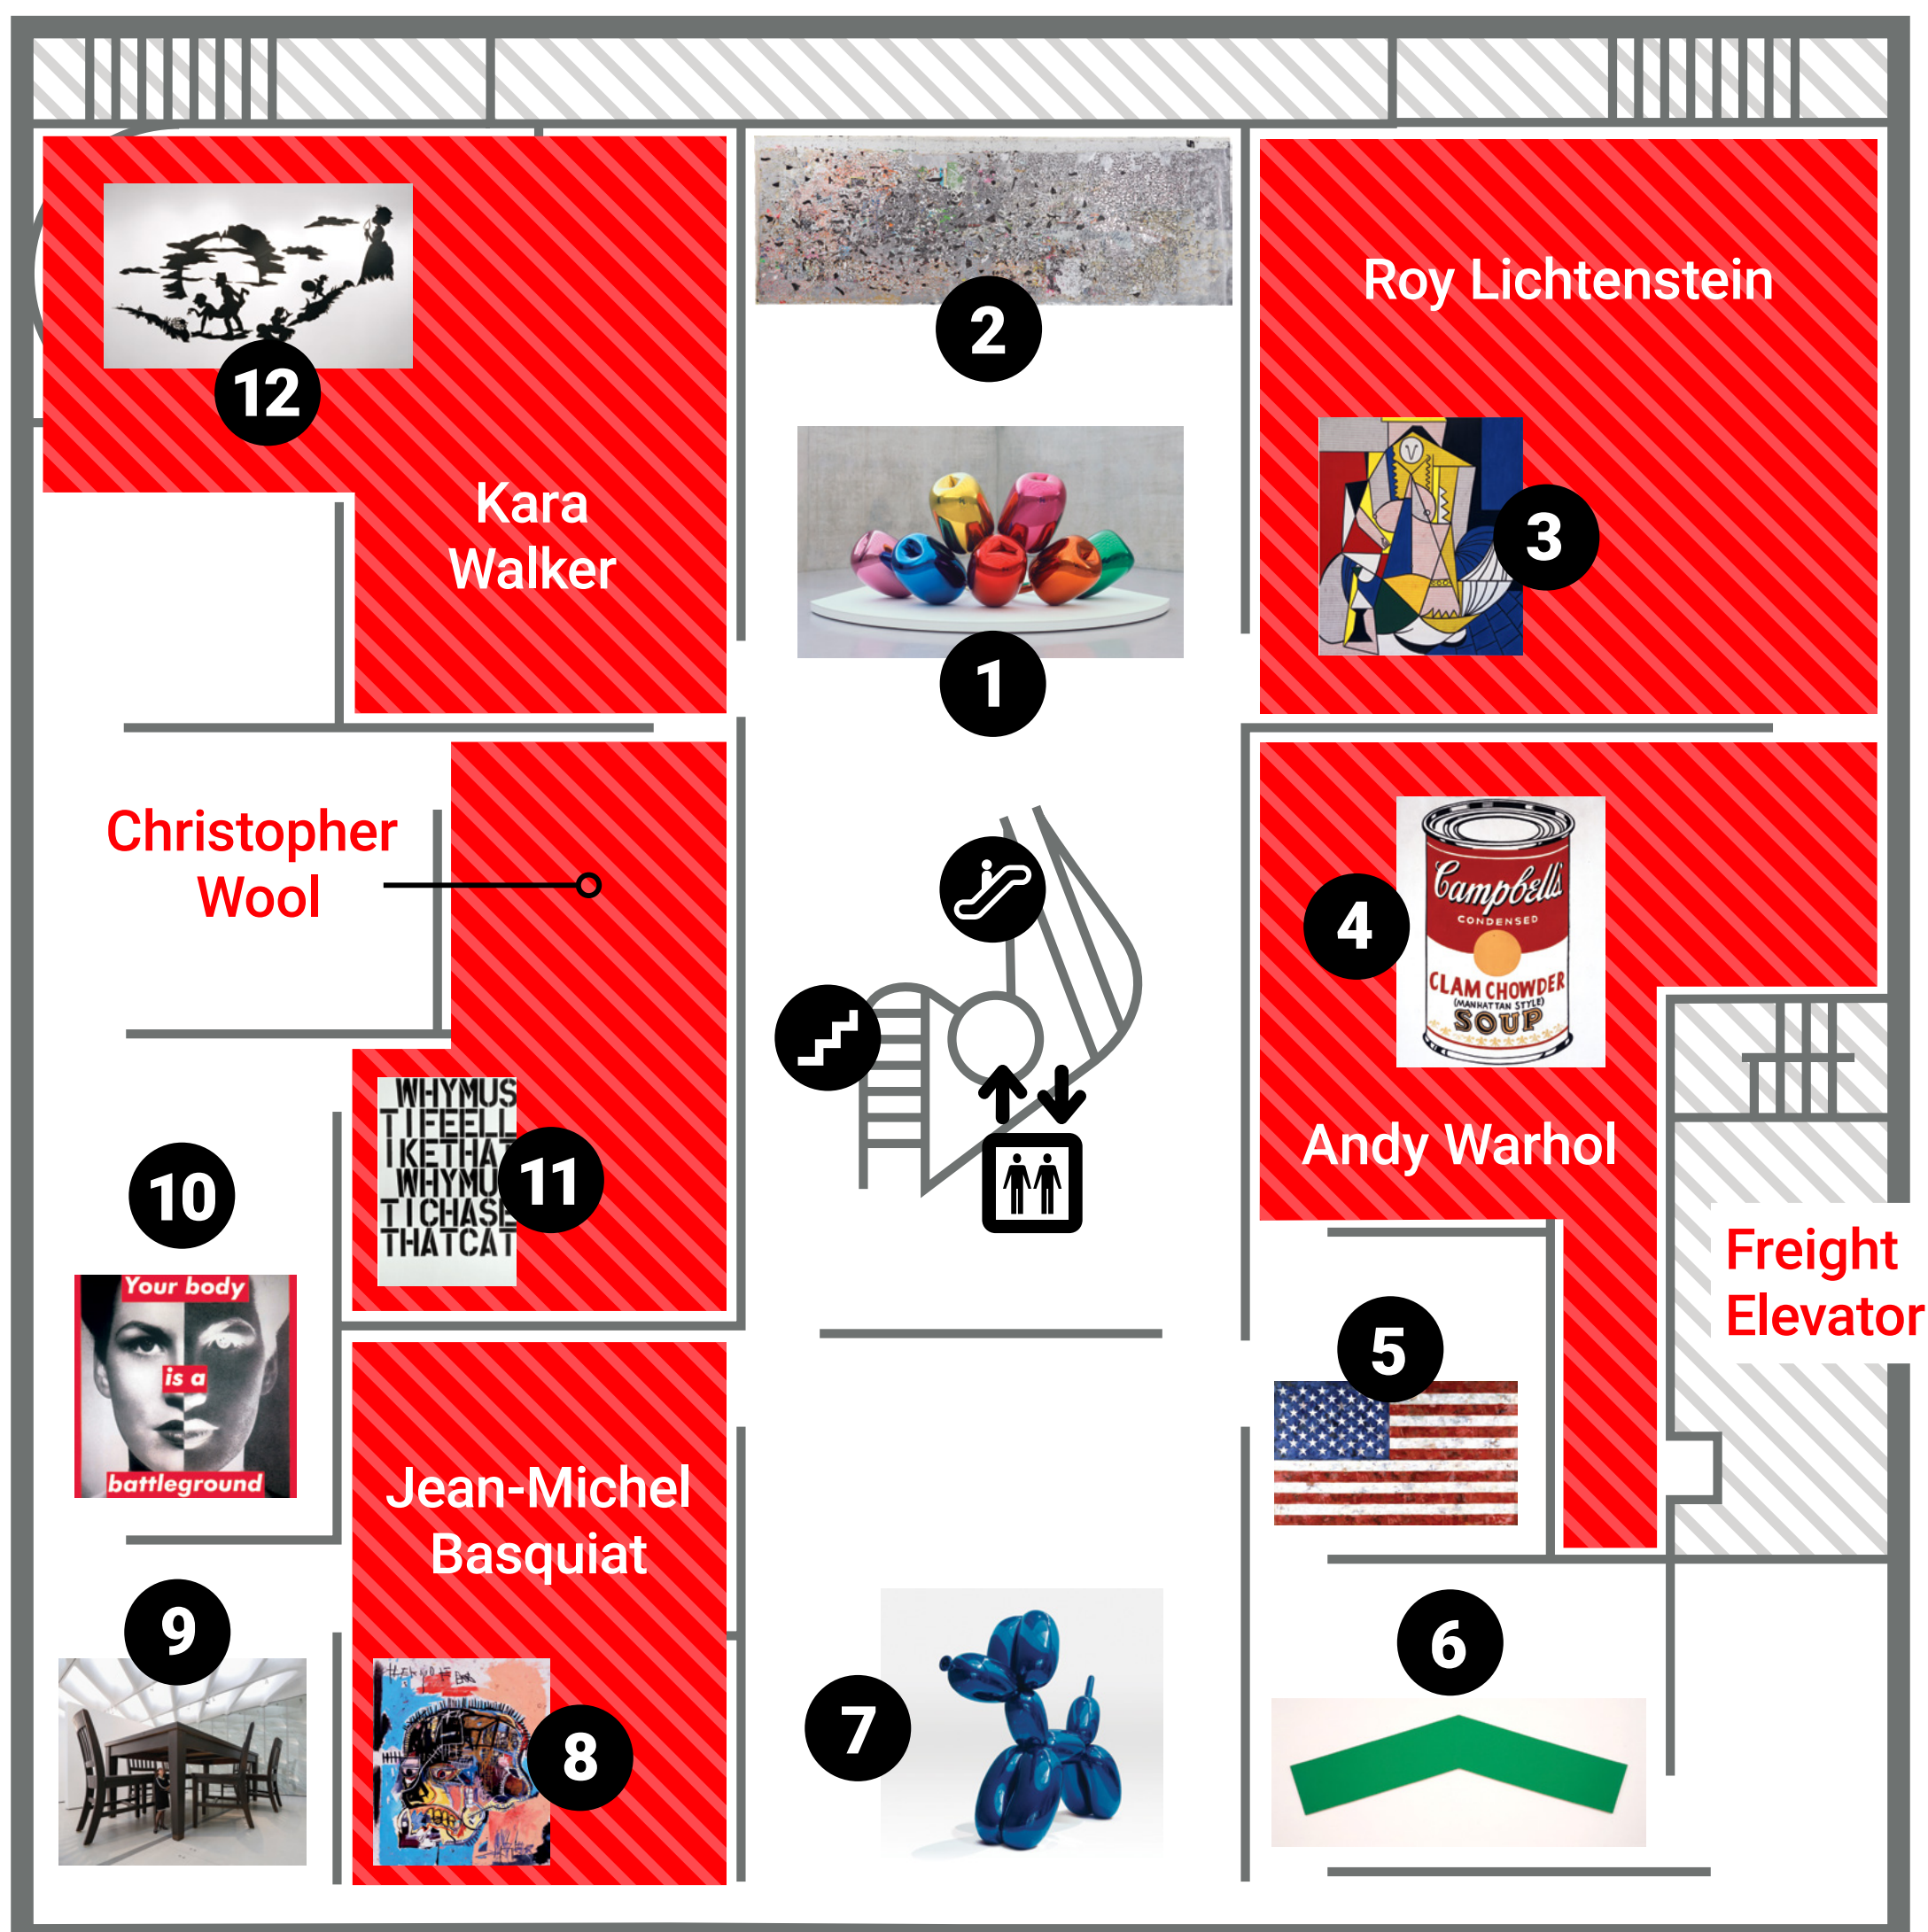 12
Kara
Walker
2
1
Roy Lichtenstein
3
Christopher
Wool
4
Campbell's
CONDENSED
CLAM CHOWDER
(MANHATTAN STYLE)
SOUP
Andy Warhol
WHYMUS
TIFEELL
IKETHA
WHYMU
TICHASE
THATCAT
11
10
Your body
is a
battleground
Freight
Elevator
5
Jean-Michel
Basquiat
9
8
7
6